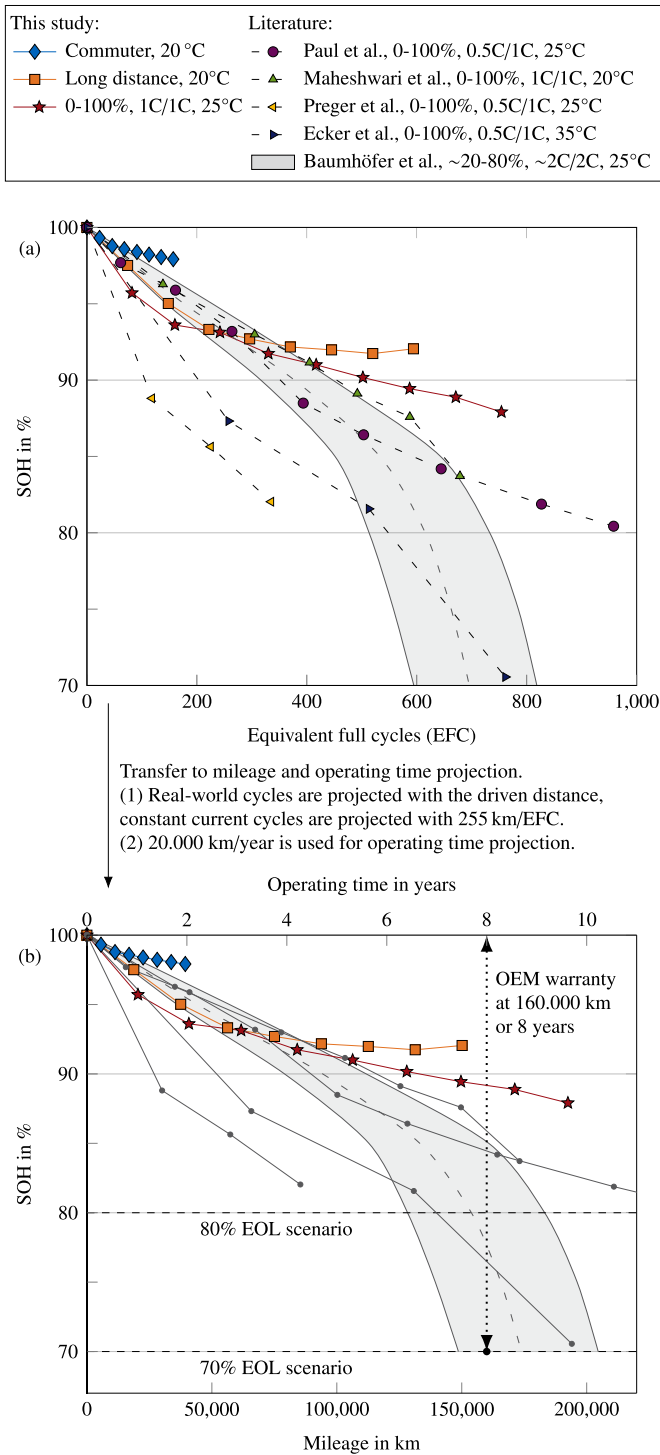 This study:
Commuter, 20 °C
Long distance, 20°C
0-100%, 1C/1C, 25°C
Literature:
Paul et al., 0-100%, 0.5C/1C, 25°C
Maheshwari et al., 0-100%, 1C/1C, 20°C
Preger et al., 0-100%, 0.5C/1C, 25°C
Ecker et al., 0-100%, 0.5C/1C, 35°C
Baumhöfer et al., ~20-80%, ~2C/2C, 25°C
(a)
SOH in %
100
90
80
70
0 200 400 600 800 1,000
Equivalent full cycles (EFC)
Transfer to mileage and operating time projection.
(1) Real-world cycles are projected with the driven distance,
constant current cycles are projected with 255 km/EFC.
(2) 20.000 km/year is used for operating time projection.
Operating time in years
0 2 4 6 8 10
(b)
SOH in %
100
90
80
70
OEM warranty
at 160.000 km
or 8 years
80% EOL scenario
70% EOL scenario
0 50,000 100,000 150,000 200,000
Mileage in km